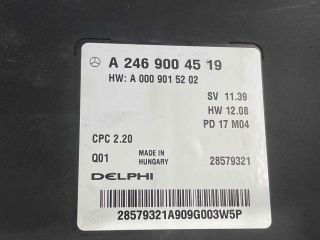 A 246 900 45 19
HW: A 000 901 52 02
SV 11.39
HW 12.08
PD 17 M04
CPC 2.20
Q01
MADE IN
HUNGARY
28579321
DELPHI
28579321A909G003W5P